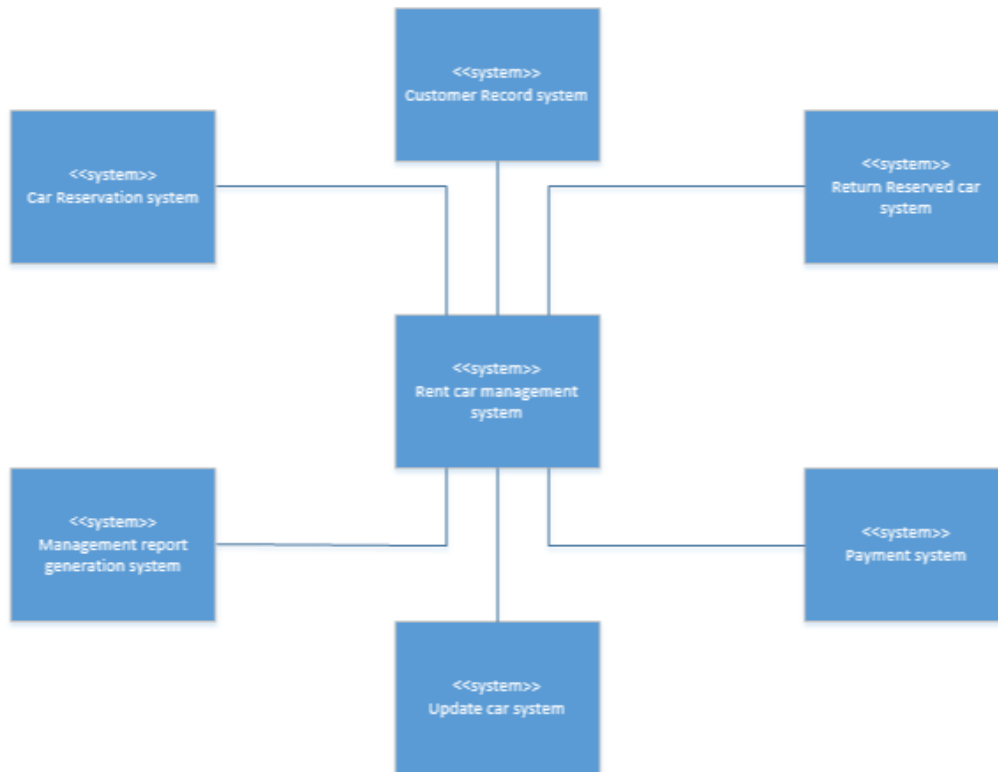 <<system>>
Customer Record system
<<system>>
Car Reservation system
<<system>>
Return Reserved car
system
<<system>>
Rent car management
system
<<system>>
Management report
generation system
<<system>>
Payment system
<<system>>
Update car system